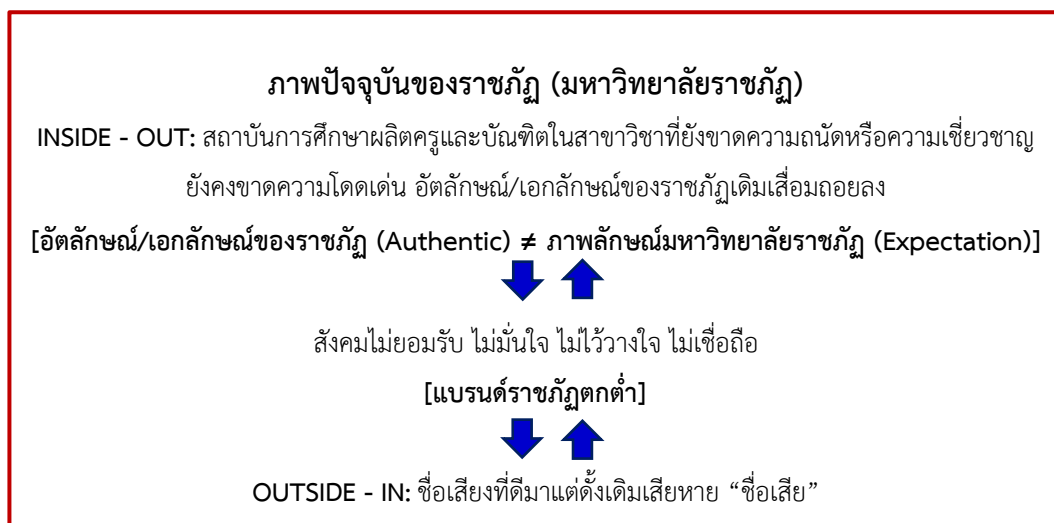 ภาพปัจจุบันของราชภัฏ (มหาวิทยาลัยราชภัฏ)
INSIDE - OUT: สถาบันการศึกษาผลิตครูและบัณฑิตในสาขาวิชาที่ยังขาดความถนัดหรือความเชี่ยวชาญ
ยังคงขาดความโดดเด่น อัตลักษณ์/เอกลักษณ์ของราชภัฏเดิมเสื่อมถอยลง
[อัตลักษณ์/เอกลักษณ์ของราชภัฏ (Authentic) ≠ ภาพลักษณ์มหาวิทยาลัยราชภัฏ (Expectation)]
สังคมไม่ยอมรับ ไม่มั่นใจ ไม่ไว้วางใจ ไม่เชื่อถือ
[แบรนด์ราชภัฏตกต่ำ]
OUTSIDE - IN: ชื่อเสียงที่ดีมาแต่ดั้งเดิมเสียหาย “ชื่อเสีย”